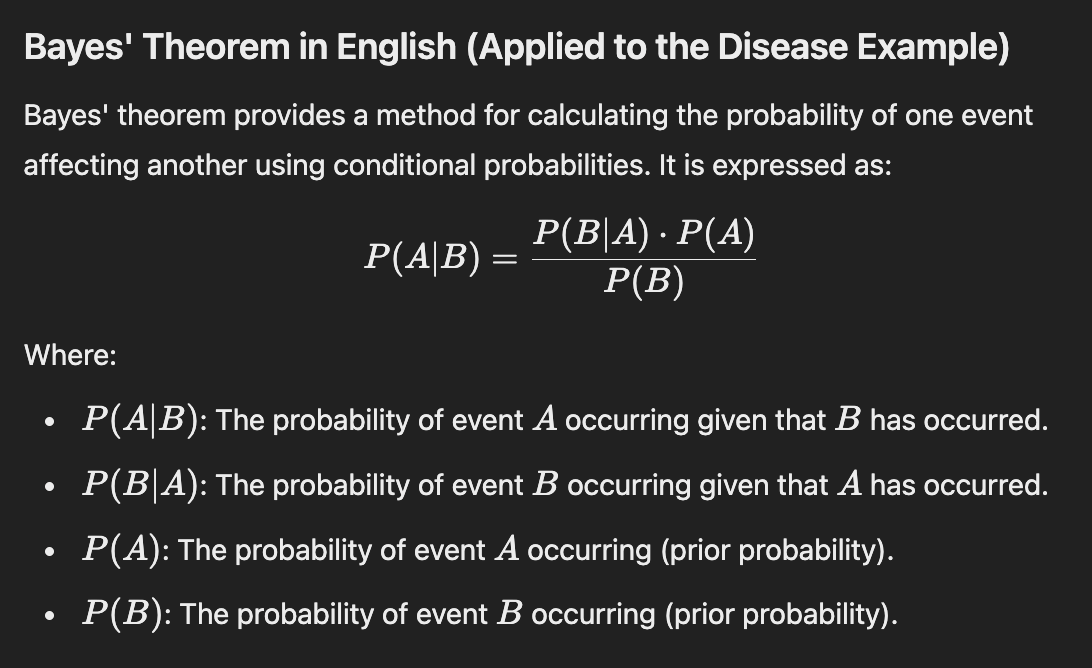 Bayes' Theorem in English (Applied to the Disease Example)
Bayes' theorem provides a method for calculating the probability of one event
affecting another using conditional probabilities. It is expressed as:
P(A|B) = P(B|A) · P(A) / P(B)
Where:
• P(A|B): The probability of event A occurring given that B has occurred.
• P(B|A): The probability of event B occurring given that A has occurred.
• P(A): The probability of event A occurring (prior probability).
• P(B): The probability of event B occurring (prior probability).